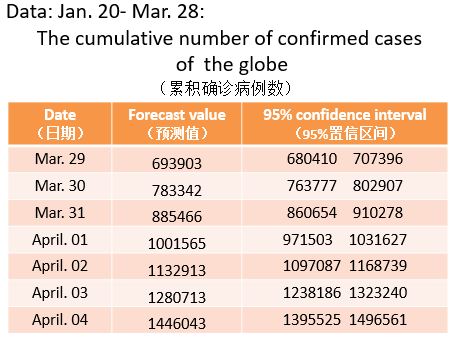 Data: Jan. 20- Mar. 28:
The cumulative number of confirmed cases
of the globe
（累积确诊病例数）
Date Forecast value 95% confidence interval
（日期） （预测值） （95%置信区间）
Mar. 29 693903 680410 707396
Mar. 30 783342 763777 802907
Mar. 31 885466 860654 910278
April. 01 1001565 971503 1031627
April. 02 1132913 1097087 1168739
April. 03 1280713 1238186 1323240
April. 04 1446043 1395525 1496561